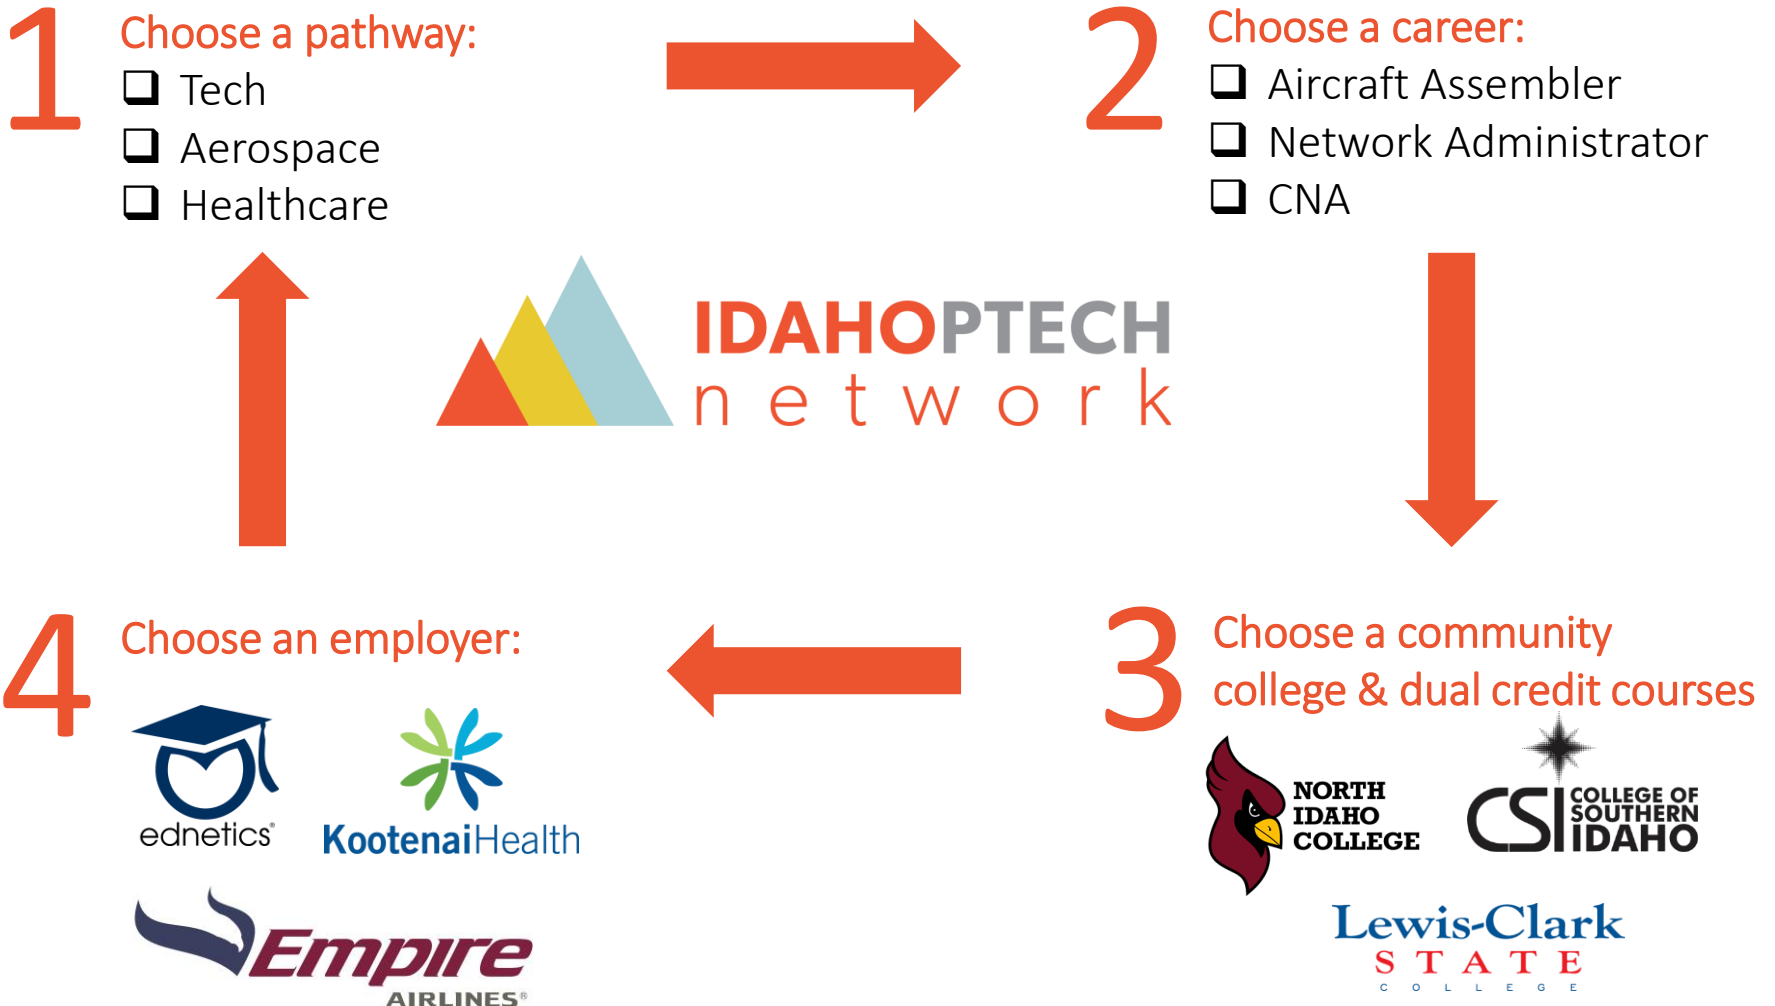 1
Choose a pathway:
Tech
Aerospace
Healthcare
2
Choose a career:
Aircraft Assembler
Network Administrator
CNA
IDAHOPTECH
network
3
Choose a community
college & dual credit courses
NORTH
IDAHO
COLLEGE
CSI
COLLEGE OF
SOUTHERN
IDAHO
Lewis-Clark
STATE
COLLEGE
4
Choose an employer:
ednetics®
KootenaiHealth
Empire
AIRLINES®